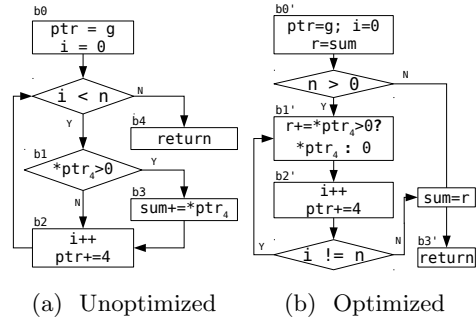 b0
ptr = g
i = 0
i < n
N
Y
b4
return
b1
*ptr₄>0
Y
N
b3
sum+=*ptr₄
b2
i++
ptr+=4
(a) Unoptimized
b0'
ptr=g; i=0
r=sum
n > 0
N
Y
b1'
r+=*ptr₄>0?
*ptr₄ : 0
b2'
i++
ptr+=4
i != n
Y
N
sum=r
b3'
return
(b) Optimized